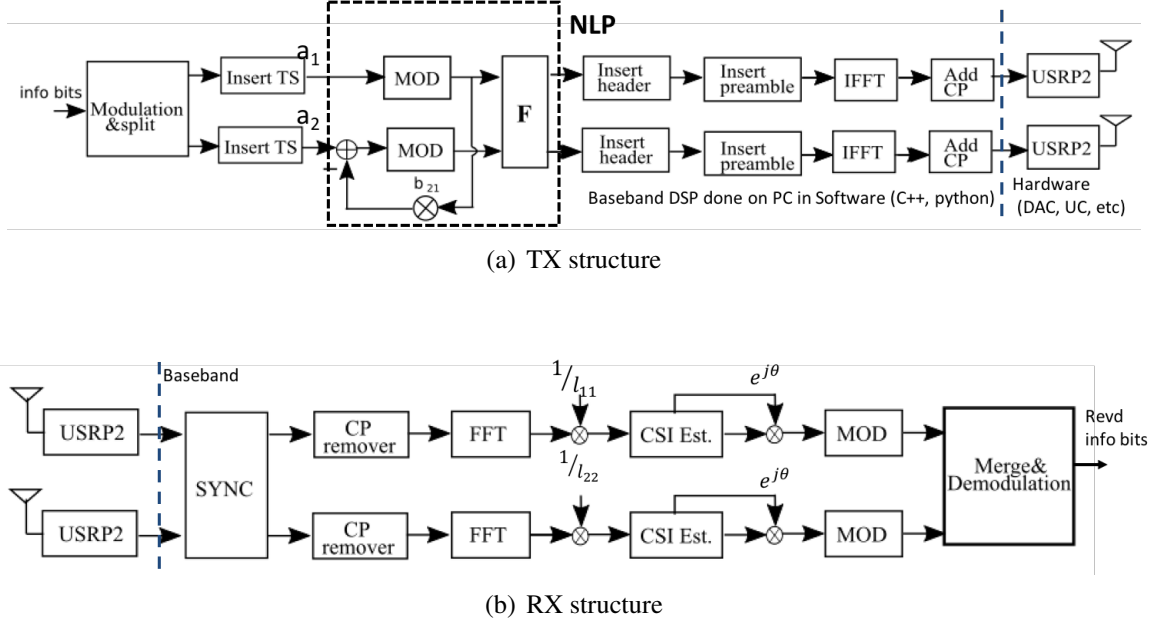 NLP
a1
a2
info bits
Modulation
&split
Insert TS
MOD
F
Insert
header
Insert
preamble
IFFT
Add
CP
USRP2
Insert TS
MOD
Insert
header
Insert
preamble
IFFT
Add
CP
USRP2
b 21
Baseband DSP done on PC in Software (C++, python)
Hardware
(DAC, UC, etc)
(a) TX structure
Baseband
1/l11
e^jθ
USRP2
SYNC
CP
remover
FFT
CSI Est.
MOD
Merge&
Demodulation
Revd
info bits
1/l22
e^jθ
USRP2
CP
remover
FFT
CSI Est.
MOD
(b) RX structure